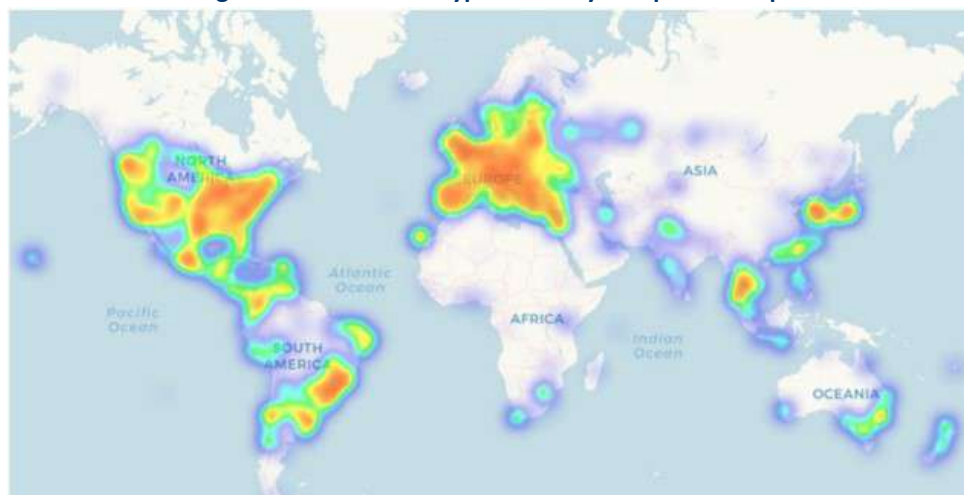 NORTH
AMERICA
EUROPE
ASIA
Atlantic
Ocean
Pacific
Ocean
AFRICA
Indian
Ocean
SOUTH
AMERICA
OCEANIA